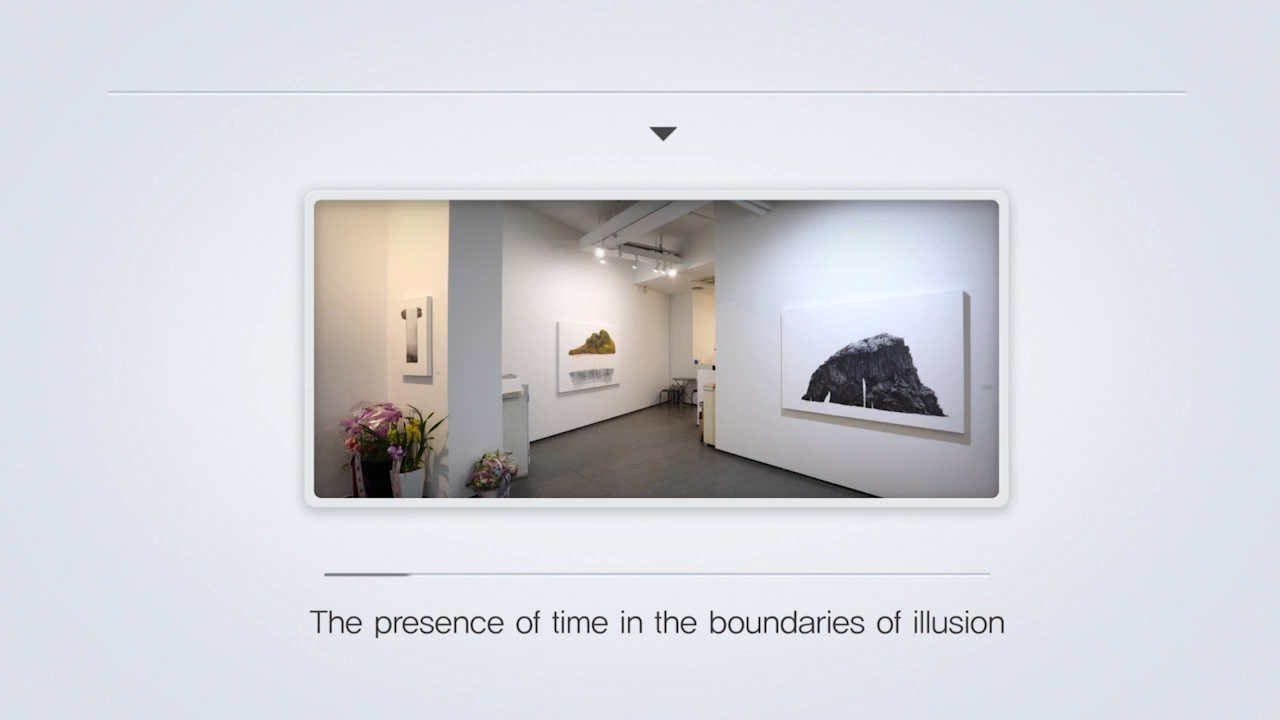 The presence of time in the boundaries of illusion